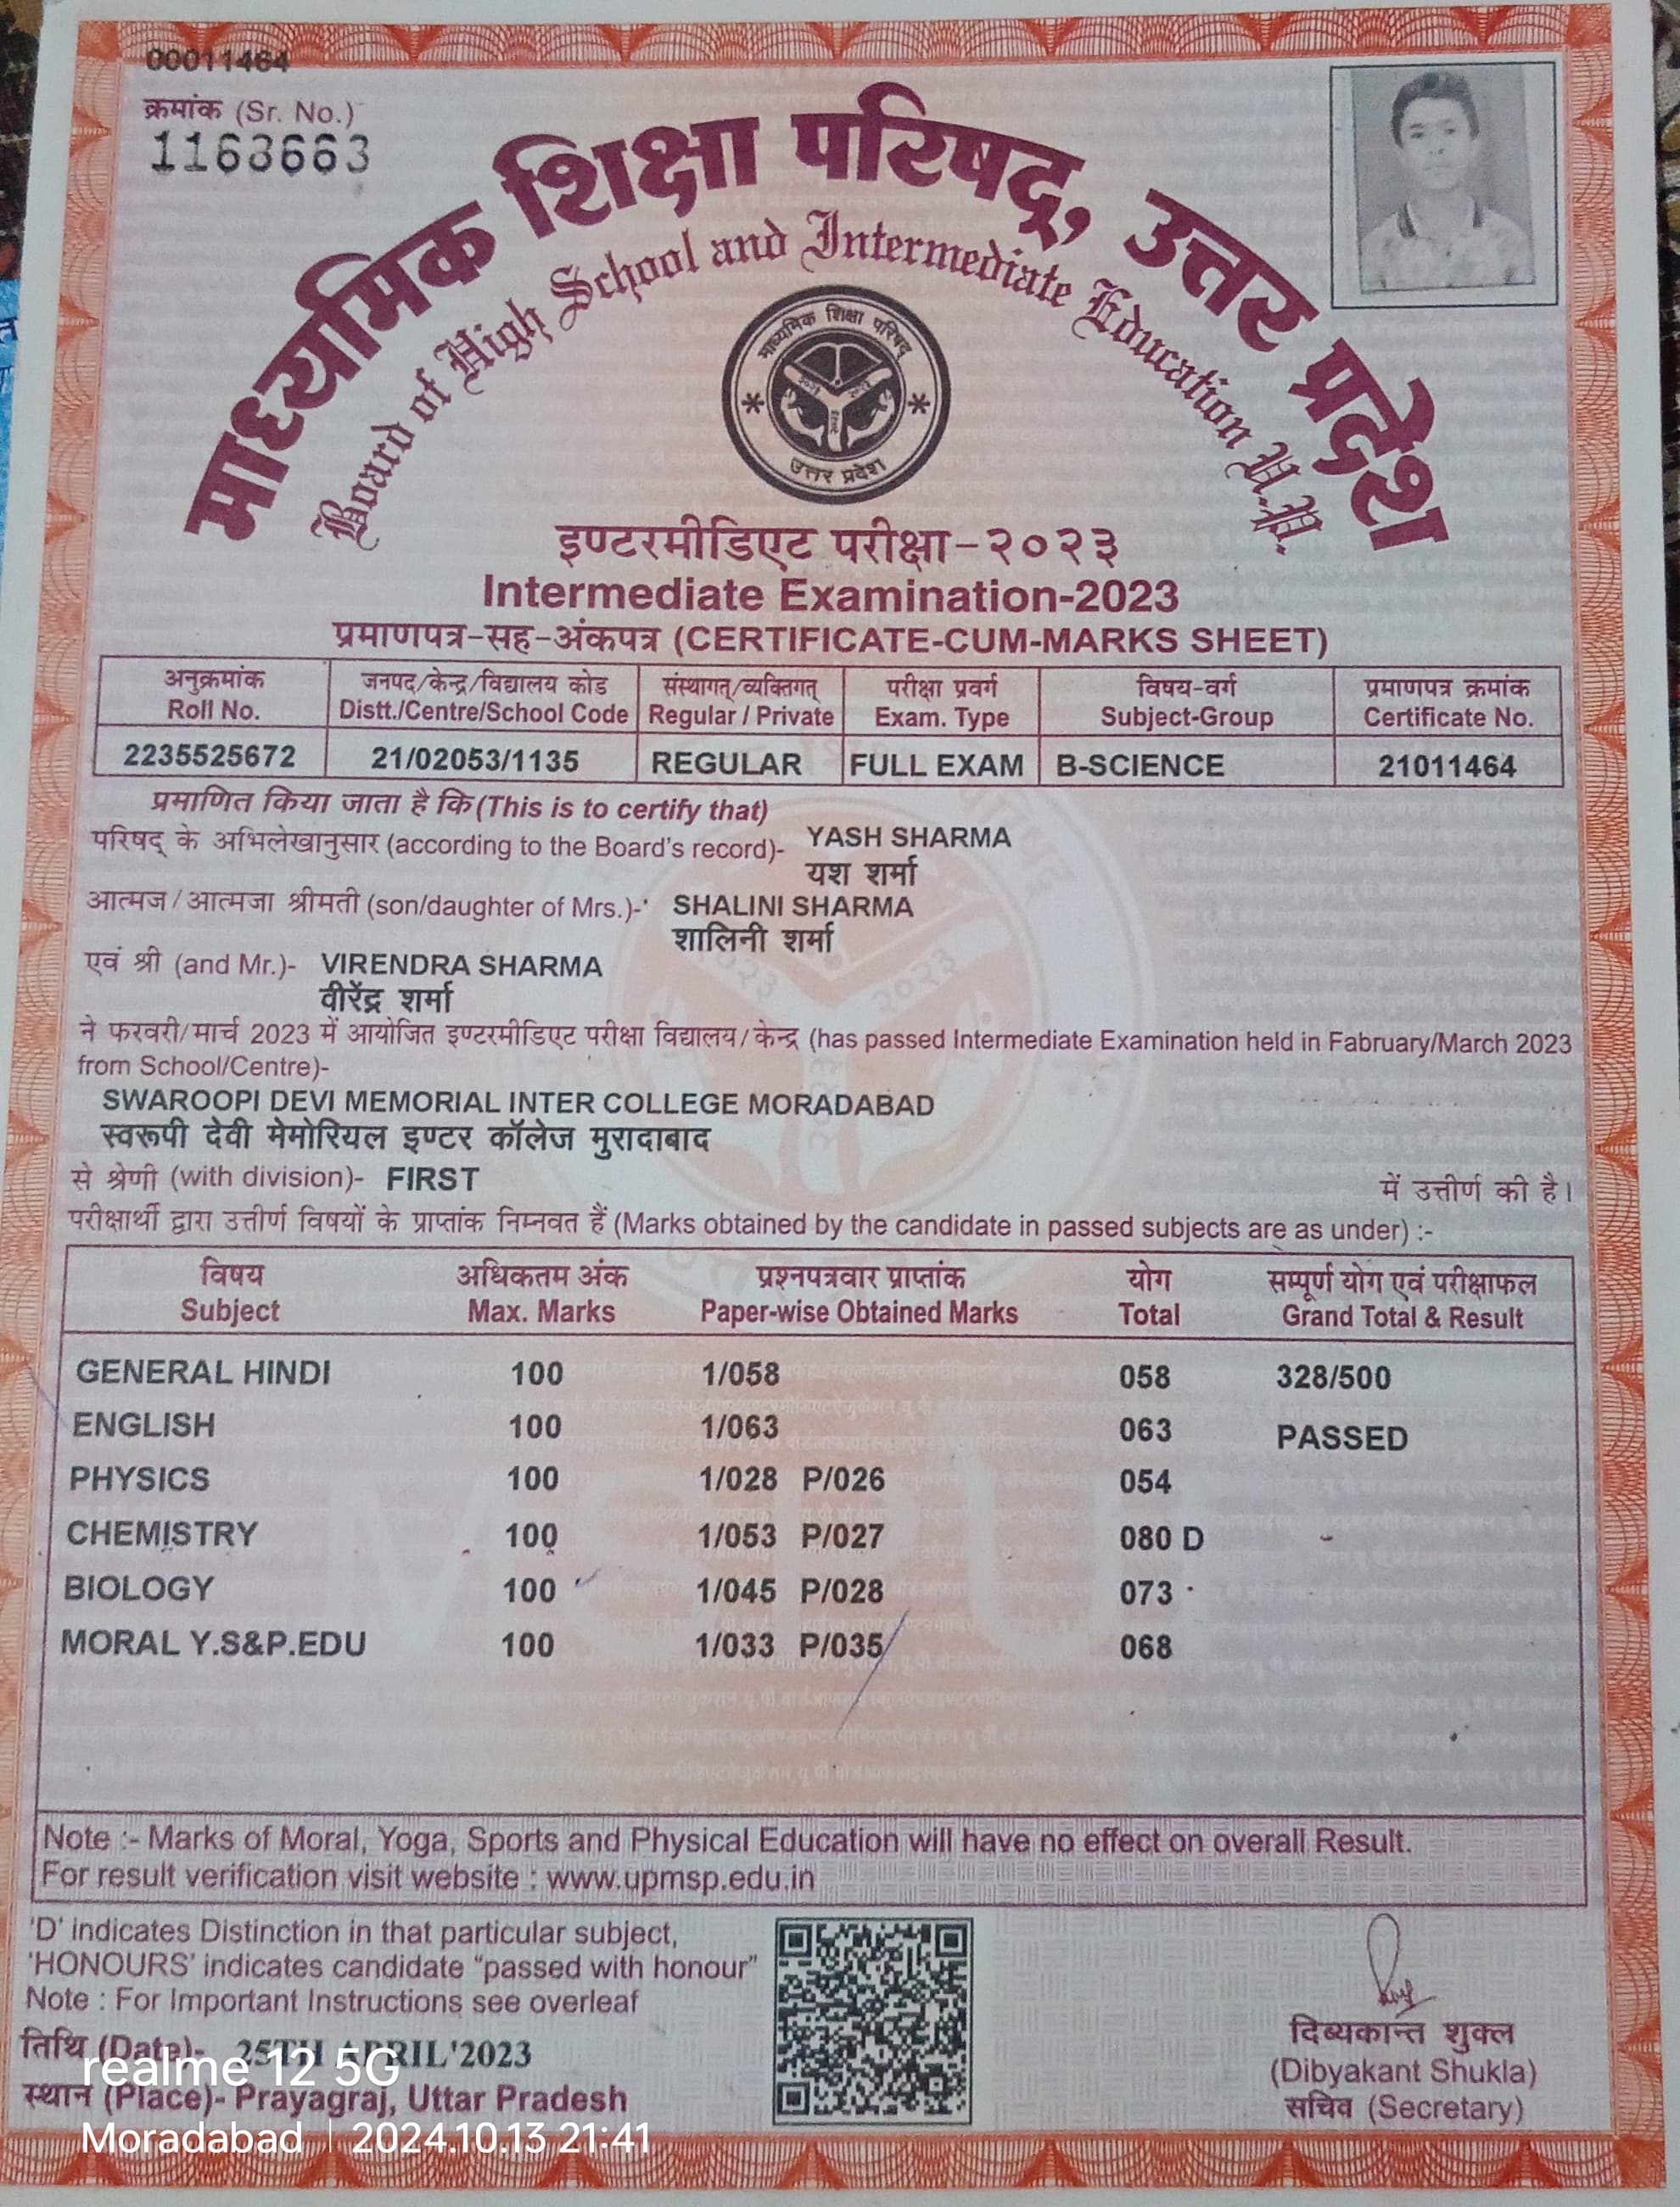 00011464
क्रमांक (Sr. No.)
1163663
माध्यमिक शिक्षा परिषद्, उत्तर प्रदेश
Board of High School and Intermediate Education U.P.
माध्यमिक शिक्षा परिषद्
उत्तर प्रदेश
इण्टरमीडिएट परीक्षा-२०२३
Intermediate Examination-2023
प्रमाणपत्र-सह-अंकपत्र (CERTIFICATE-CUM-MARKS SHEET)
अनुक्रमांक जनपद/केन्द्र/विद्यालय कोड संस्थागत्/व्यक्तिगत् परीक्षा प्रवर्ग विषय-वर्ग प्रमाणपत्र क्रमांक
Roll No. Distt./Centre/School Code Regular / Private Exam. Type Subject-Group Certificate No.
2235525672 21/02053/1135 REGULAR FULL EXAM B-SCIENCE 21011464
प्रमाणित किया जाता है कि (This is to certify that)
परिषद् के अभिलेखानुसार (according to the Board's record)- YASH SHARMA
यश शर्मा
आत्मज/आत्मजा श्रीमती (son/daughter of Mrs.)- SHALINI SHARMA
शालिनी शर्मा
एवं श्री (and Mr.)- VIRENDRA SHARMA
वीरेंद्र शर्मा
ने फरवरी/मार्च 2023 में आयोजित इण्टरमीडिएट परीक्षा विद्यालय/केन्द्र (has passed Intermediate Examination held in Fabruary/March 2023
from School/Centre)-
SWAROOPI DEVI MEMORIAL INTER COLLEGE MORADABAD
स्वरूपी देवी मेमोरियल इण्टर कॉलेज मुरादाबाद
से श्रेणी (with division)- FIRST में उत्तीर्ण की है।
परीक्षार्थी द्वारा उत्तीर्ण विषयों के प्राप्तांक निम्नवत हैं (Marks obtained by the candidate in passed subjects are as under) :-
विषय अधिकतम अंक प्रश्नपत्रवार प्राप्तांक योग सम्पूर्ण योग एवं परीक्षाफल
Subject Max. Marks Paper-wise Obtained Marks Total Grand Total & Result
GENERAL HINDI 100 1/058 058 328/500
ENGLISH 100 1/063 063 PASSED
PHYSICS 100 1/028 P/026 054
CHEMISTRY 100 1/053 P/027 080 D
BIOLOGY 100 1/045 P/028 073
MORAL Y.S&P.EDU 100 1/033 P/035 068
Note :- Marks of Moral, Yoga, Sports and Physical Education will have no effect on overall Result.
For result verification visit website : www.upmsp.edu.in
'D' indicates Distinction in that particular subject,
'HONOURS' indicates candidate "passed with honour"
Note : For Important Instructions see overleaf
तिथि (Date)- 25TH APRIL'2023
स्थान (Place)- Prayagraj, Uttar Pradesh
दिब्यकान्त शुक्ल
(Dibyakant Shukla)
सचिव (Secretary)
realme 12 5G
Moradabad | 2024.10.13 21:41